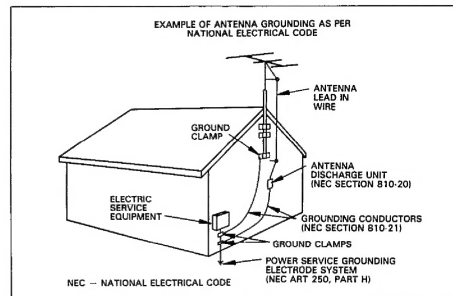 EXAMPLE OF ANTENNA GROUNDING AS PER
NATIONAL ELECTRICAL CODE
ANTENNA
LEAD IN
WIRE
GROUND
CLAMP
ANTENNA
DISCHARGE UNIT
(NEC SECTION 810-20)
ELECTRIC
SERVICE
EQUIPMENT
GROUNDING CONDUCTORS
(NEC SECTION 810-21)
GROUND CLAMPS
POWER SERVICE GROUNDING
ELECTRODE SYSTEM
(NEC ART 250, PART H)
NEC – NATIONAL ELECTRICAL CODE